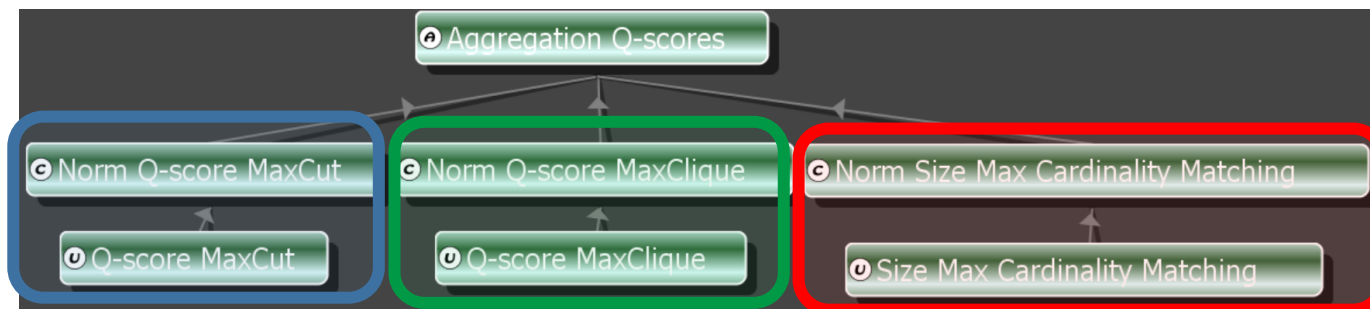 A Aggregation Q-scores
C Norm Q-score MaxCut
C Norm Q-score MaxClique
C Norm Size Max Cardinality Matching
U Q-score MaxCut
U Q-score MaxClique
U Size Max Cardinality Matching